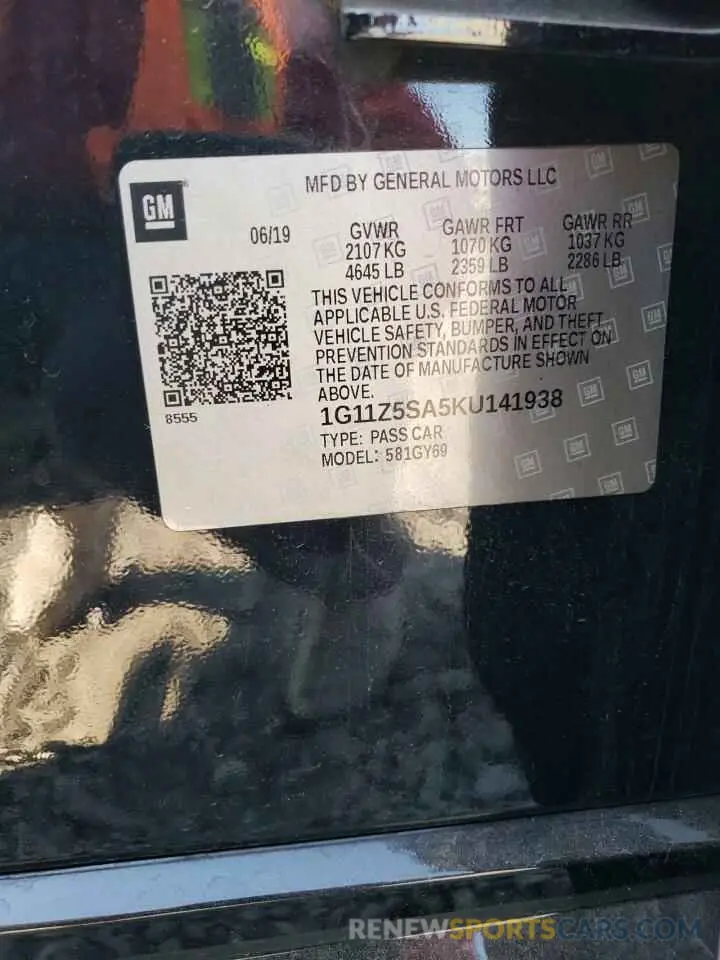 GM
MFD BY GENERAL MOTORS LLC
06/19
GVWR GAWR FRT GAWR RR
2107 KG 1070 KG 1037 KG
4645 LB 2359 LB 2286 LB
THIS VEHICLE CONFORMS TO ALL
APPLICABLE U.S. FEDERAL MOTOR
VEHICLE SAFETY, BUMPER, AND THEFT
PREVENTION STANDARDS IN EFFECT ON
THE DATE OF MANUFACTURE SHOWN
ABOVE.
8555
1G11Z5SA5KU141938
TYPE: PASS CAR
MODEL: 581GY69
RENEWSPORTSCARS.COM